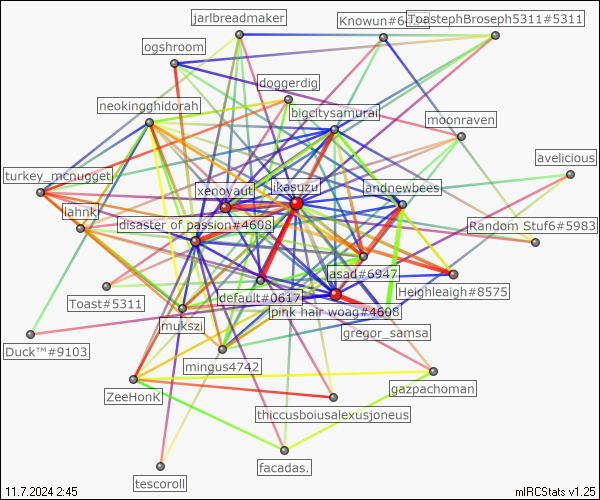 jarlbreadmaker
Knowun#6
ToastephBroseph5311#5311
ogshroom
doggerdig
neokingghidorah
bigcitysamurai
moonraven
avelicious
turkey_mcnugget
xenoyaut
ikasuzu
andnewbees
lahnk
disaster of passion#4608
Random Stuf6#5983
asad#6947
Toast#5311
default#0617
Heighleaigh#8575
pink hair woag#4608
mukszi
gregor_samsa
Duck™#9103
mingus4742
gazpachoman
ZeeHonk
thiccusboiusalexusjoneus
facadas.
tescoroll
11.7.2024 2:45
mIRCStats v1.25